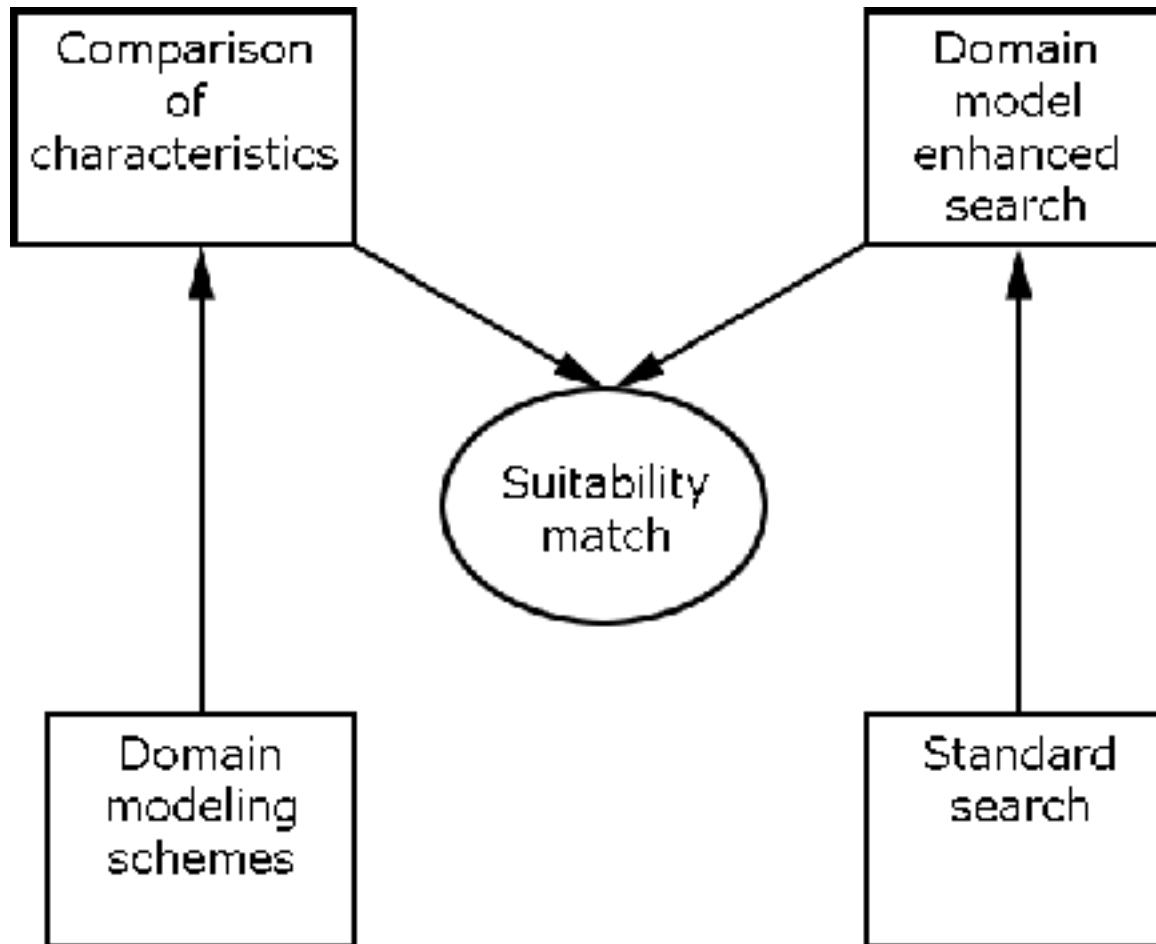 Comparison
of
characteristics
Domain
model
enhanced
search
Suitability
match
Domain
modeling
schemes
Standard
search